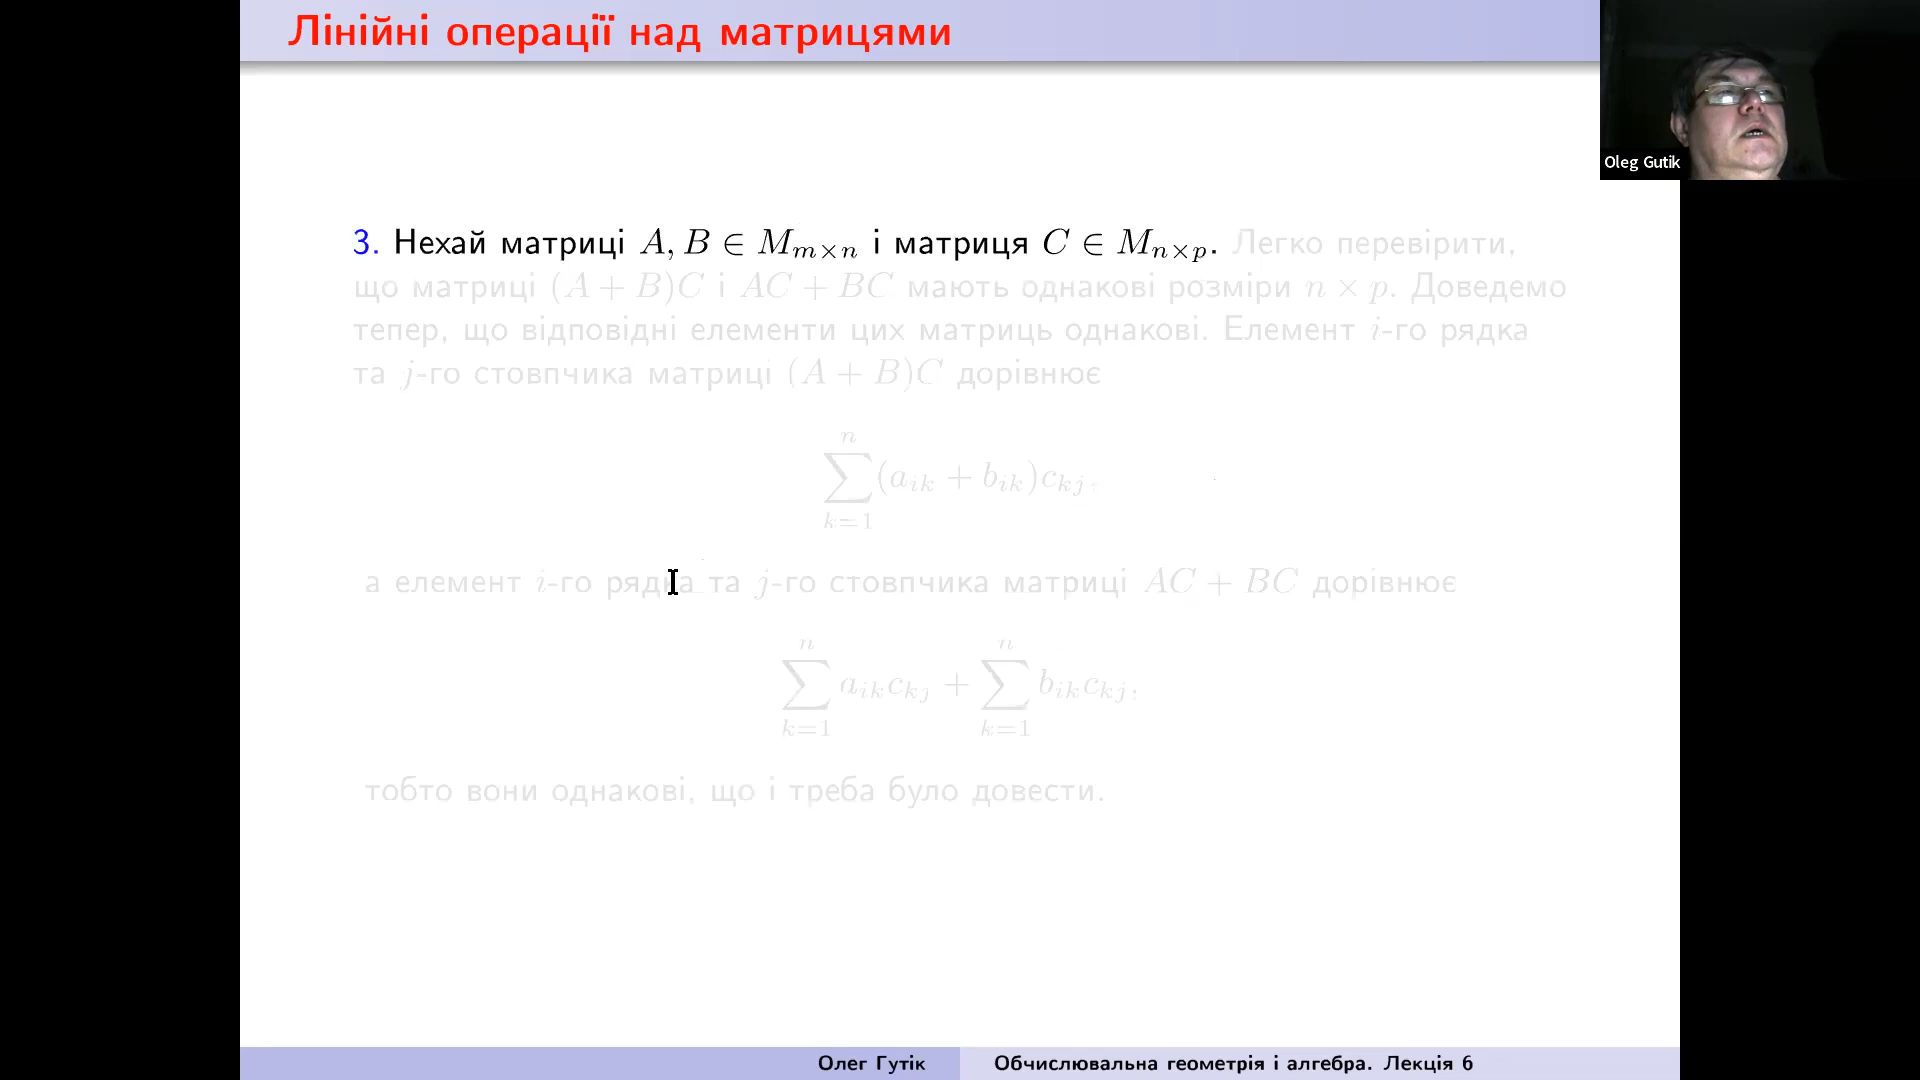 Лінійні операції над матрицями
Oleg Gutik
3. Нехай матриці A, B ∈ M_{m×n} і матриця C ∈ M_{n×p}. Легко перевірити,
що матриці (A + B)C і AC + BC мають однакові розміри n × p. Доведемо
тепер, що відповідні елементи цих матриць однакові. Елемент i-го рядка
та j-го стовпчика матриці (A + B)C дорівнює
\sum_{k=1}^{n} (a_{ik} + b_{ik})c_{kj},
а елемент i-го рядка та j-го стовпчика матриці AC + BC дорівнює
\sum_{k=1}^{n} a_{ik}c_{kj} + \sum_{k=1}^{n} b_{ik}c_{kj},
тобто вони однакові, що і треба було довести.
Олег Гутік Обчислювальна геометрія і алгебра. Лекція 6